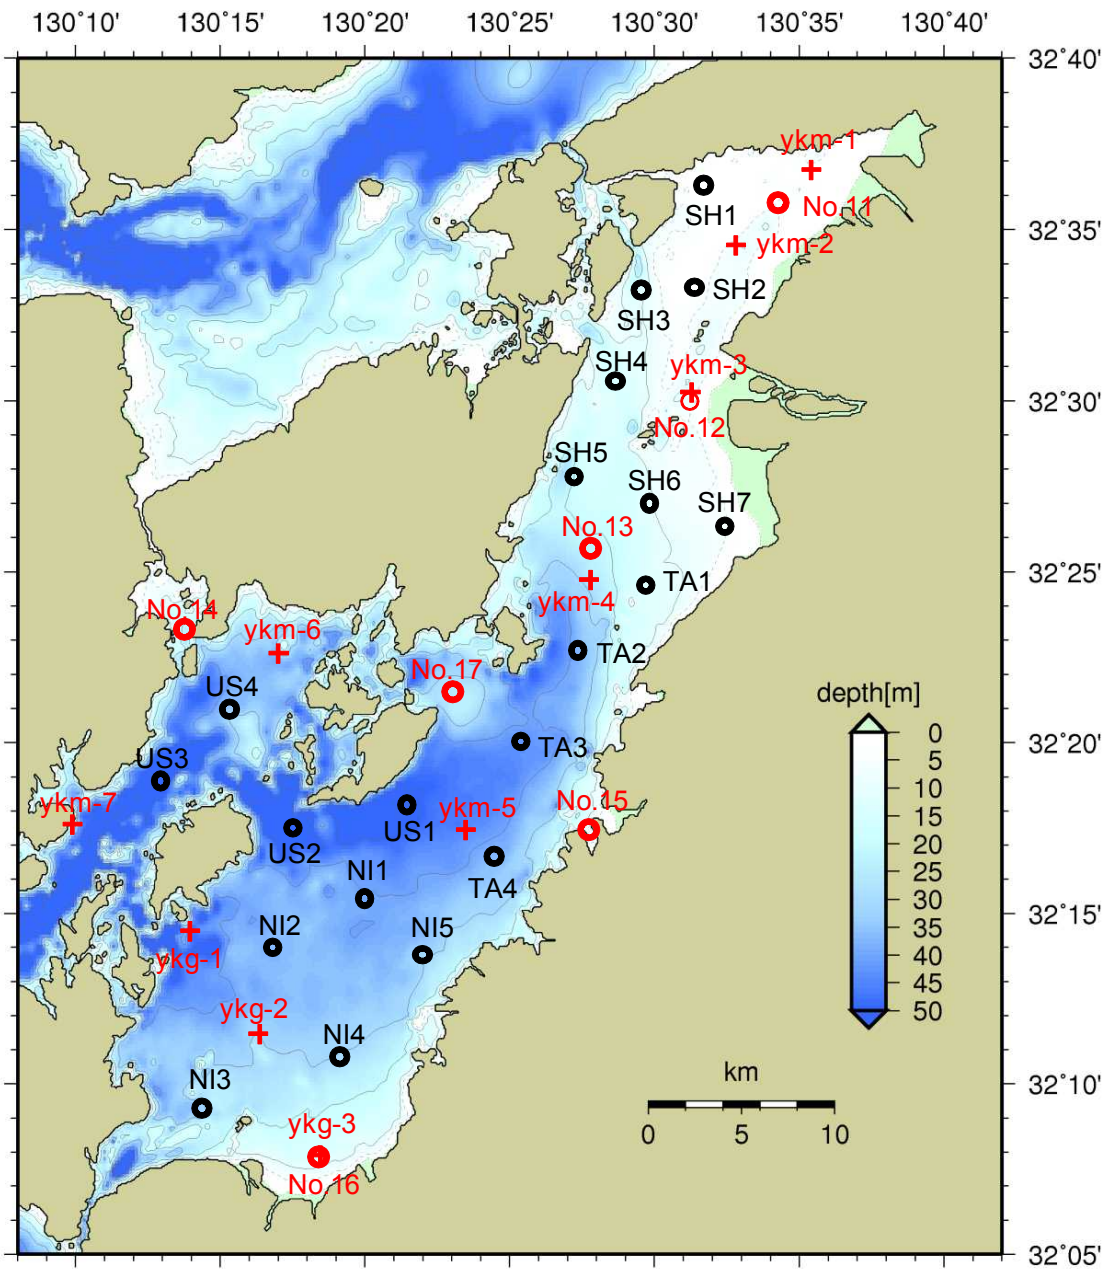 130°10' 130°15' 130°20' 130°25' 130°30' 130°35' 130°40'
32°40'
ykm-1
SH1
No.11
32°35'
ykm-2
SH2
SH3
SH4
ykm-3
32°30'
No.12
SH5
SH6
SH7
No.13
32°25'
TA1
ykm-4
No.14
ykm-6
TA2
No.17
US4
depth[m]
0
5
10
15
20
25
30
35
40
45
50
TA3
32°20'
US3
ykm-7
No.15
ykm-5
US1
US2
NI1
TA4
32°15'
NI2
NI5
ykg-1
ykg-2
NI4
NI3
32°10'
km
0 5 10
ykg-3
No.16
32°05'